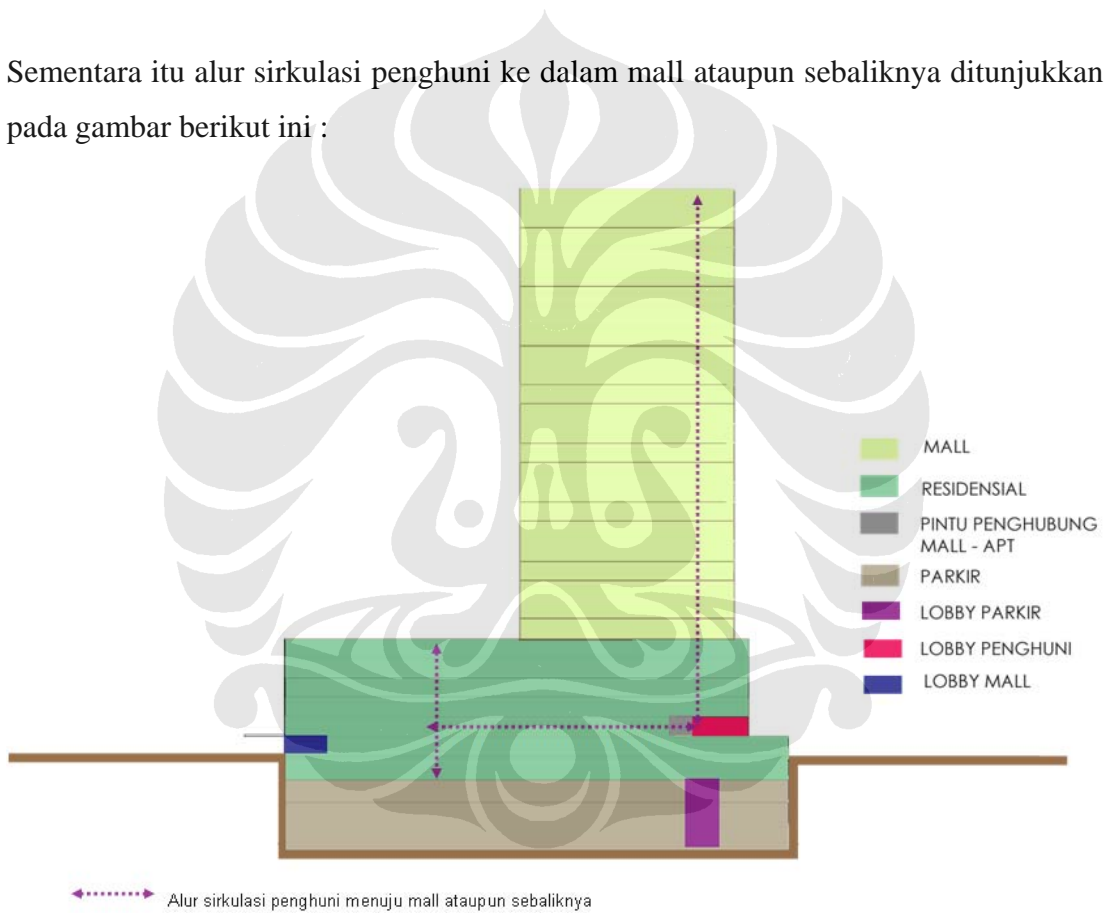 Sementara itu alur sirkulasi penghuni ke dalam mall ataupun sebaliknya ditunjukkan
pada gambar berikut ini :
MALL
RESIDENSIAL
PINTU PENGHUBUNG
MALL - APT
PARKIR
LOBBY PARKIR
LOBBY PENGHUNI
LOBBY MALL
Alur sirkulasi penghuni menuju mall ataupun sebaliknya